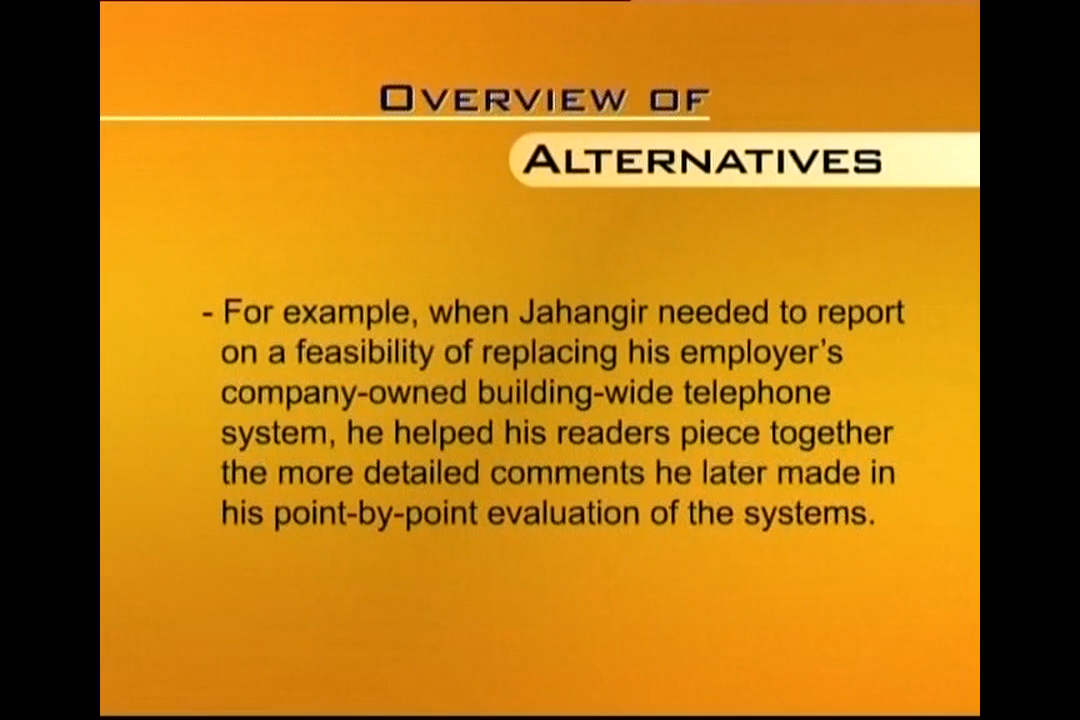 OVERVIEW OF
ALTERNATIVES
- For example, when Jahangir needed to report
on a feasibility of replacing his employer's
company-owned building-wide telephone
system, he helped his readers piece together
the more detailed comments he later made in
his point-by-point evaluation of the systems.